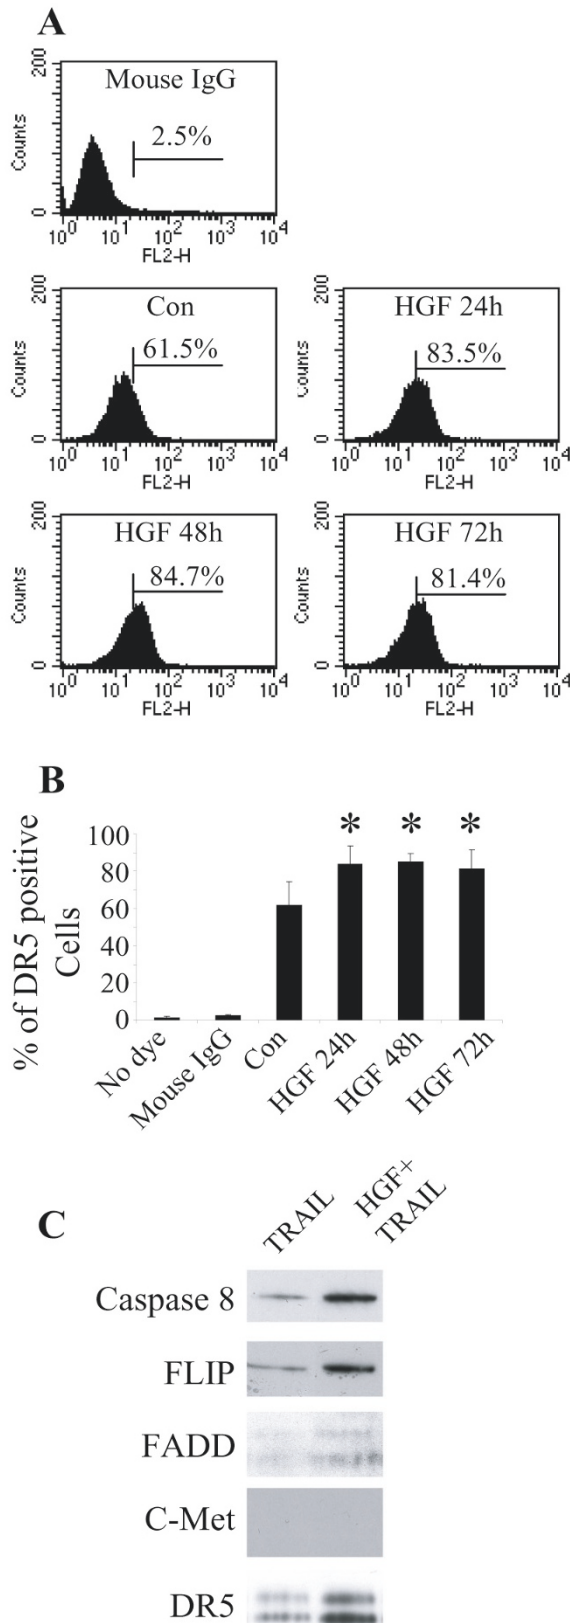 A
Mouse IgG
200
2.5%
Counts
0
10^0 10^1 10^2 10^3 10^4
FL2-H
Con
200
61.5%
Counts
0
10^0 10^1 10^2 10^3 10^4
FL2-H
HGF 24h
200
83.5%
Counts
0
10^0 10^1 10^2 10^3 10^4
FL2-H
HGF 48h
200
84.7%
Counts
0
10^0 10^1 10^2 10^3 10^4
FL2-H
HGF 72h
200
81.4%
Counts
0
10^0 10^1 10^2 10^3 10^4
FL2-H
B
% of DR5 positive
Cells
100
80
60
40
20
0
* * *
No dye
Mouse IgG
Con
HGF 24h
HGF 48h
HGF 72h
C
TRAIL
HGF+
TRAIL
Caspase 8
FLIP
FADD
C-Met
DR5